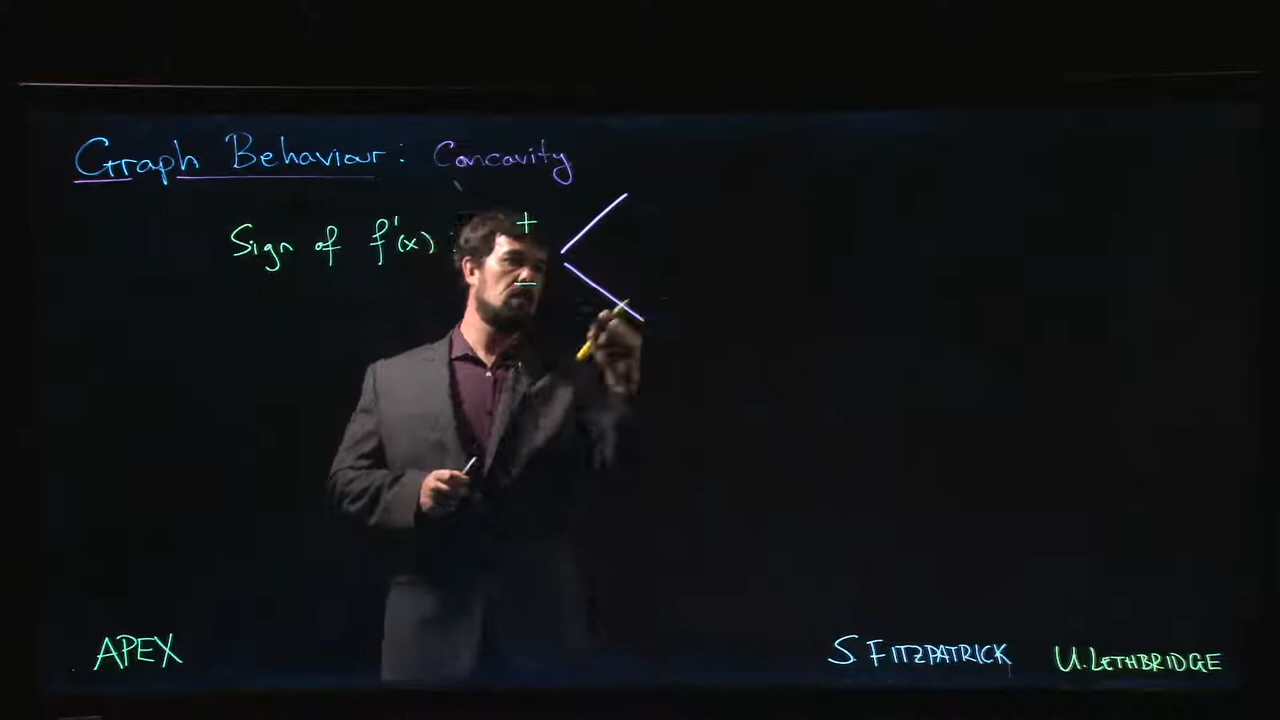 Graph Behaviour: Concavity
+
Sign of f'(x) :
−
APEX
S. FITZPATRICK U. LETHBRIDGE